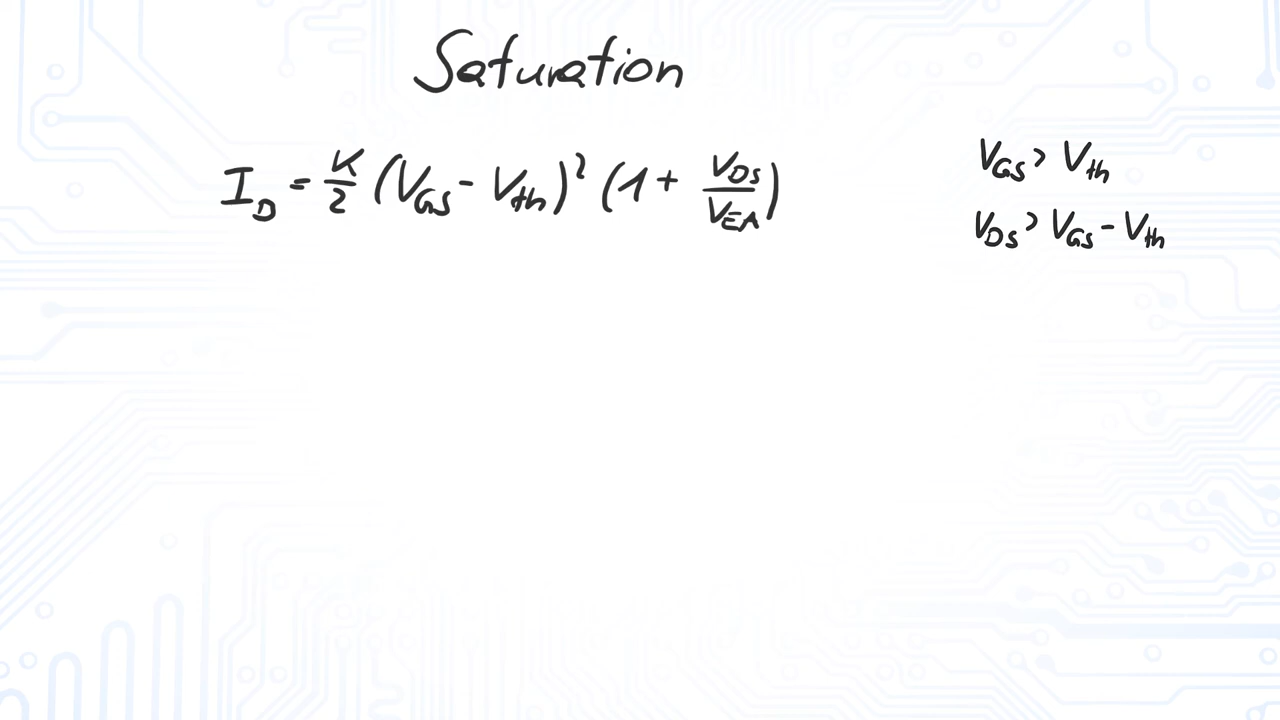 Saturation
I_D = K/2 (V_GS - V_th)² (1 + V_DS/V_EA)
V_GS > V_th
V_DS > V_GS - V_th